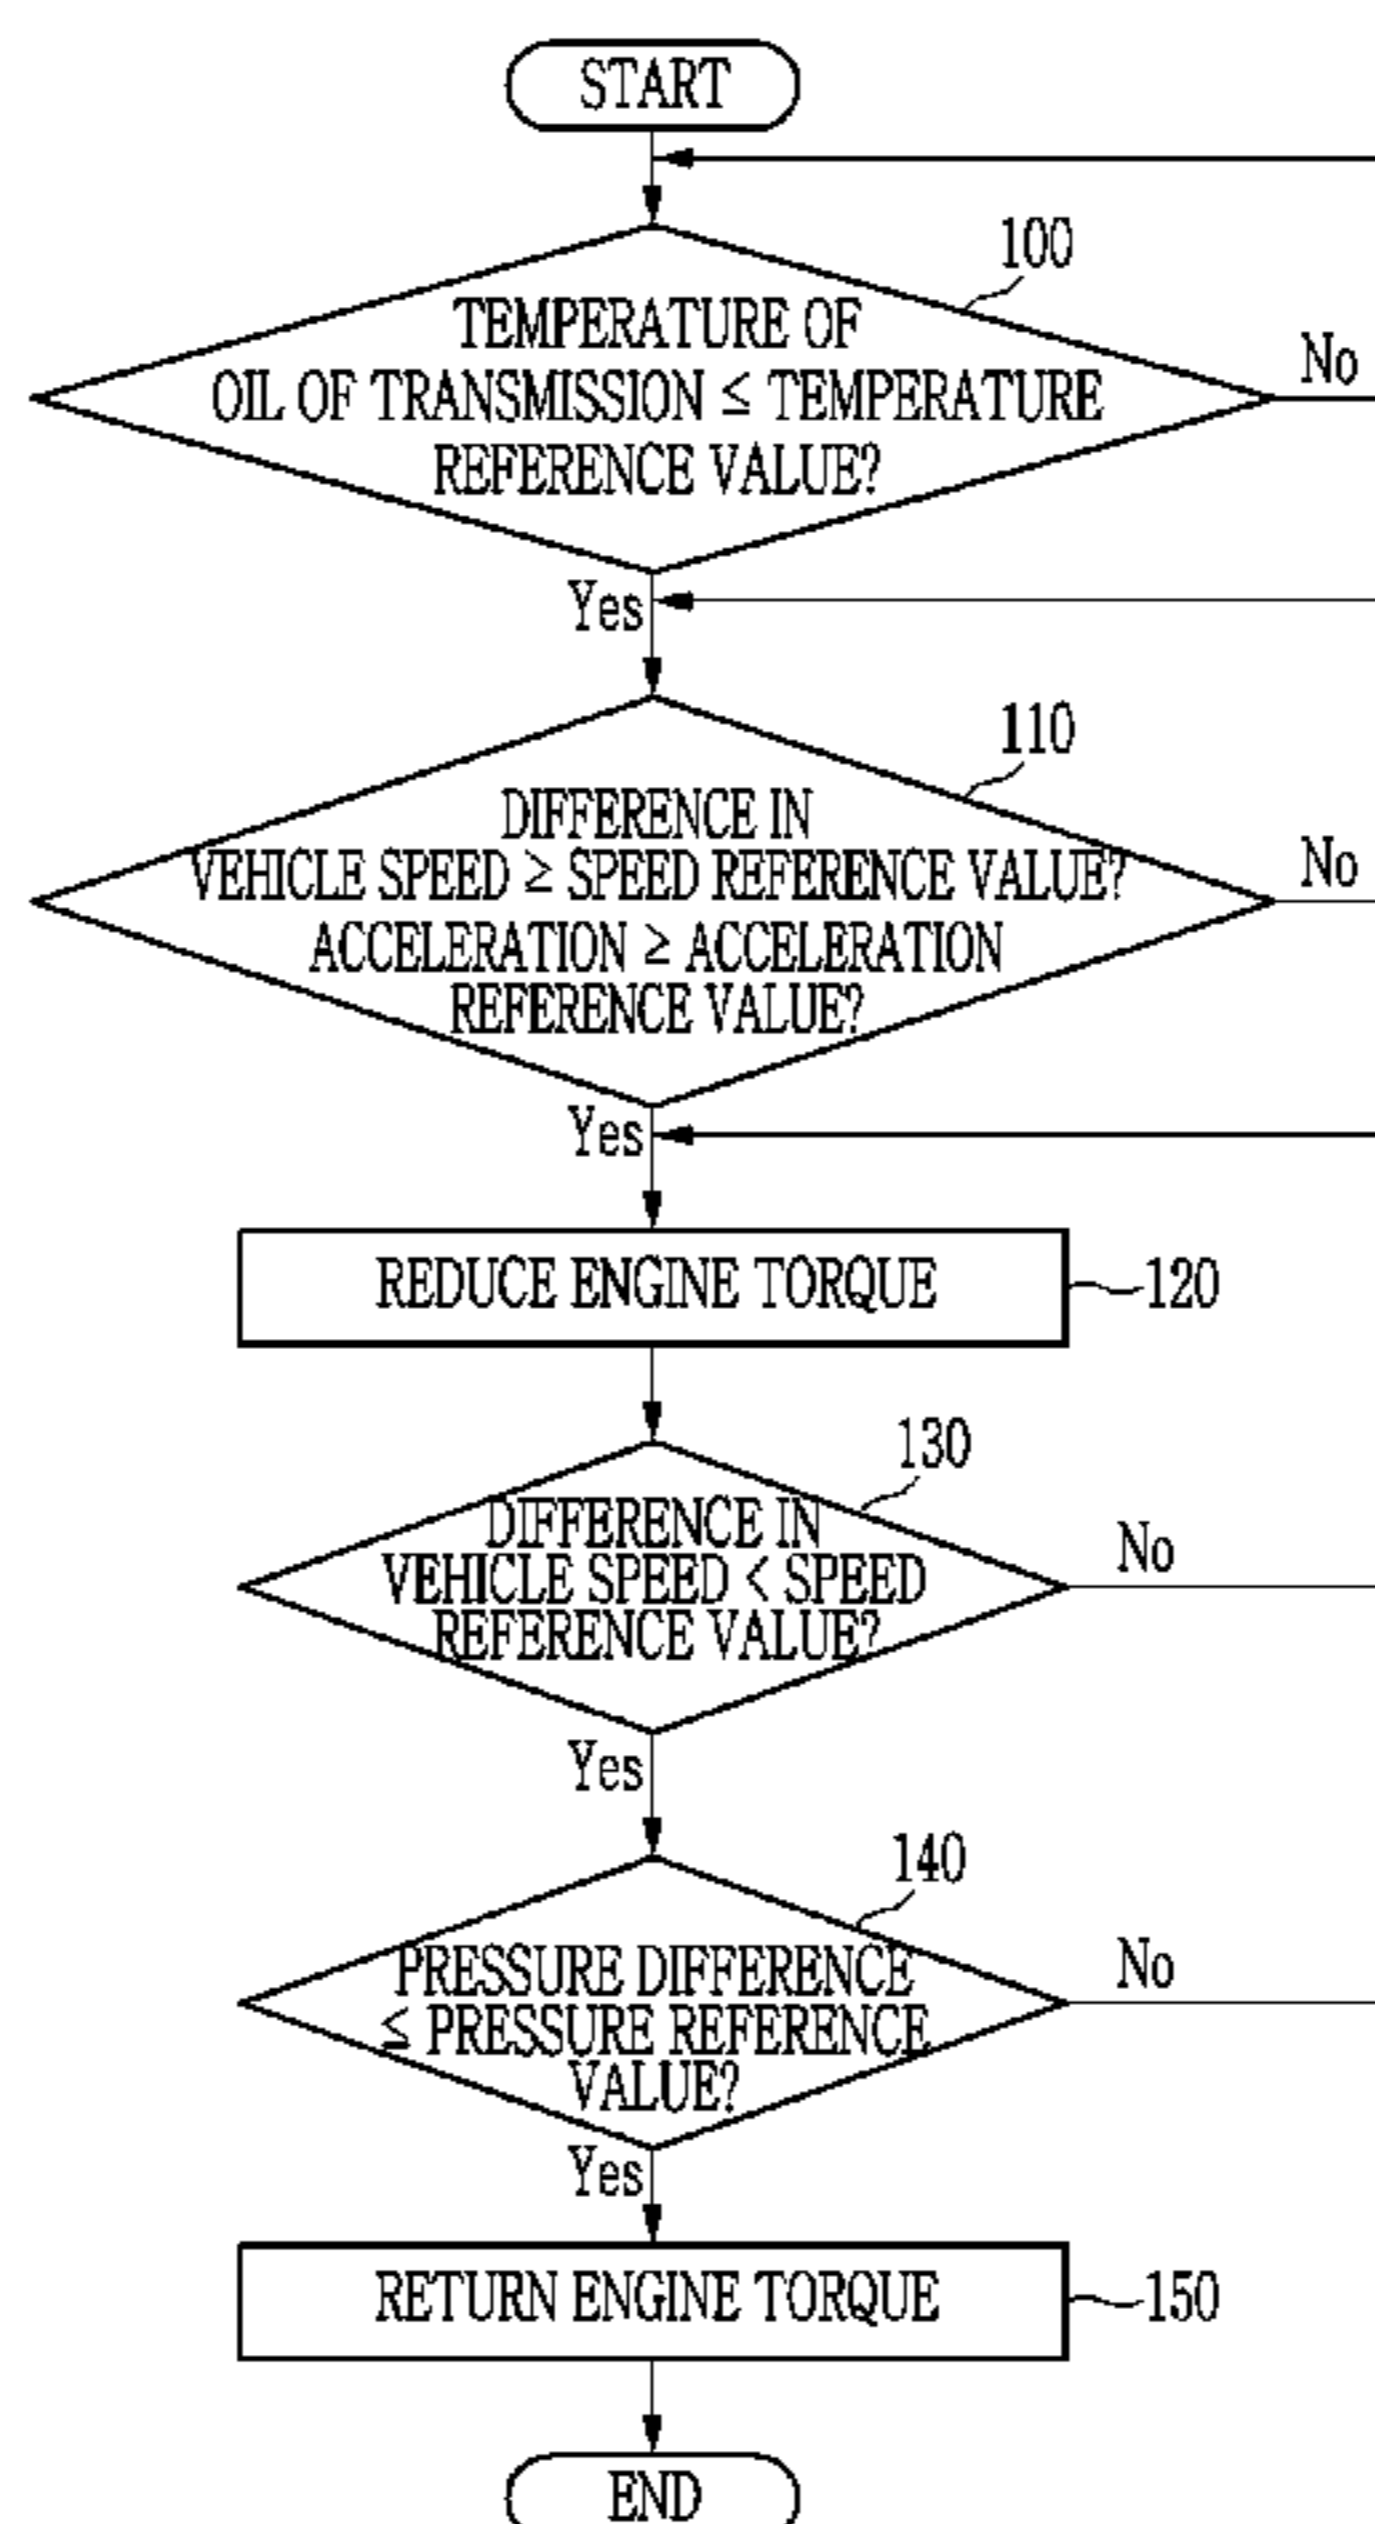 START
100
TEMPERATURE OF
OIL OF TRANSMISSION ≤ TEMPERATURE
REFERENCE VALUE?
No
Yes
110
DIFFERENCE IN
VEHICLE SPEED ≥ SPEED REFERENCE VALUE?
ACCELERATION ≥ ACCELERATION
REFERENCE VALUE?
No
Yes
REDUCE ENGINE TORQUE
120
130
DIFFERENCE IN
VEHICLE SPEED < SPEED
REFERENCE VALUE?
No
Yes
140
PRESSURE DIFFERENCE
≤ PRESSURE REFERENCE
VALUE?
No
Yes
RETURN ENGINE TORQUE
150
END